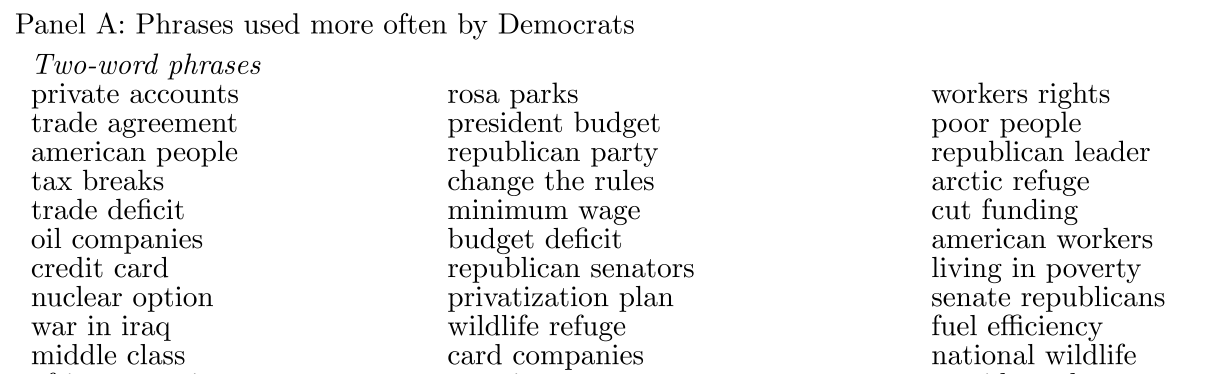 Panel A: Phrases used more often by Democrats
Two-word phrases
private accounts rosa parks workers rights
trade agreement president budget poor people
american people republican party republican leader
tax breaks change the rules arctic refuge
trade deficit minimum wage cut funding
oil companies budget deficit american workers
credit card republican senators living in poverty
nuclear option privatization plan senate republicans
war in iraq wildlife refuge fuel efficiency
middle class card companies national wildlife